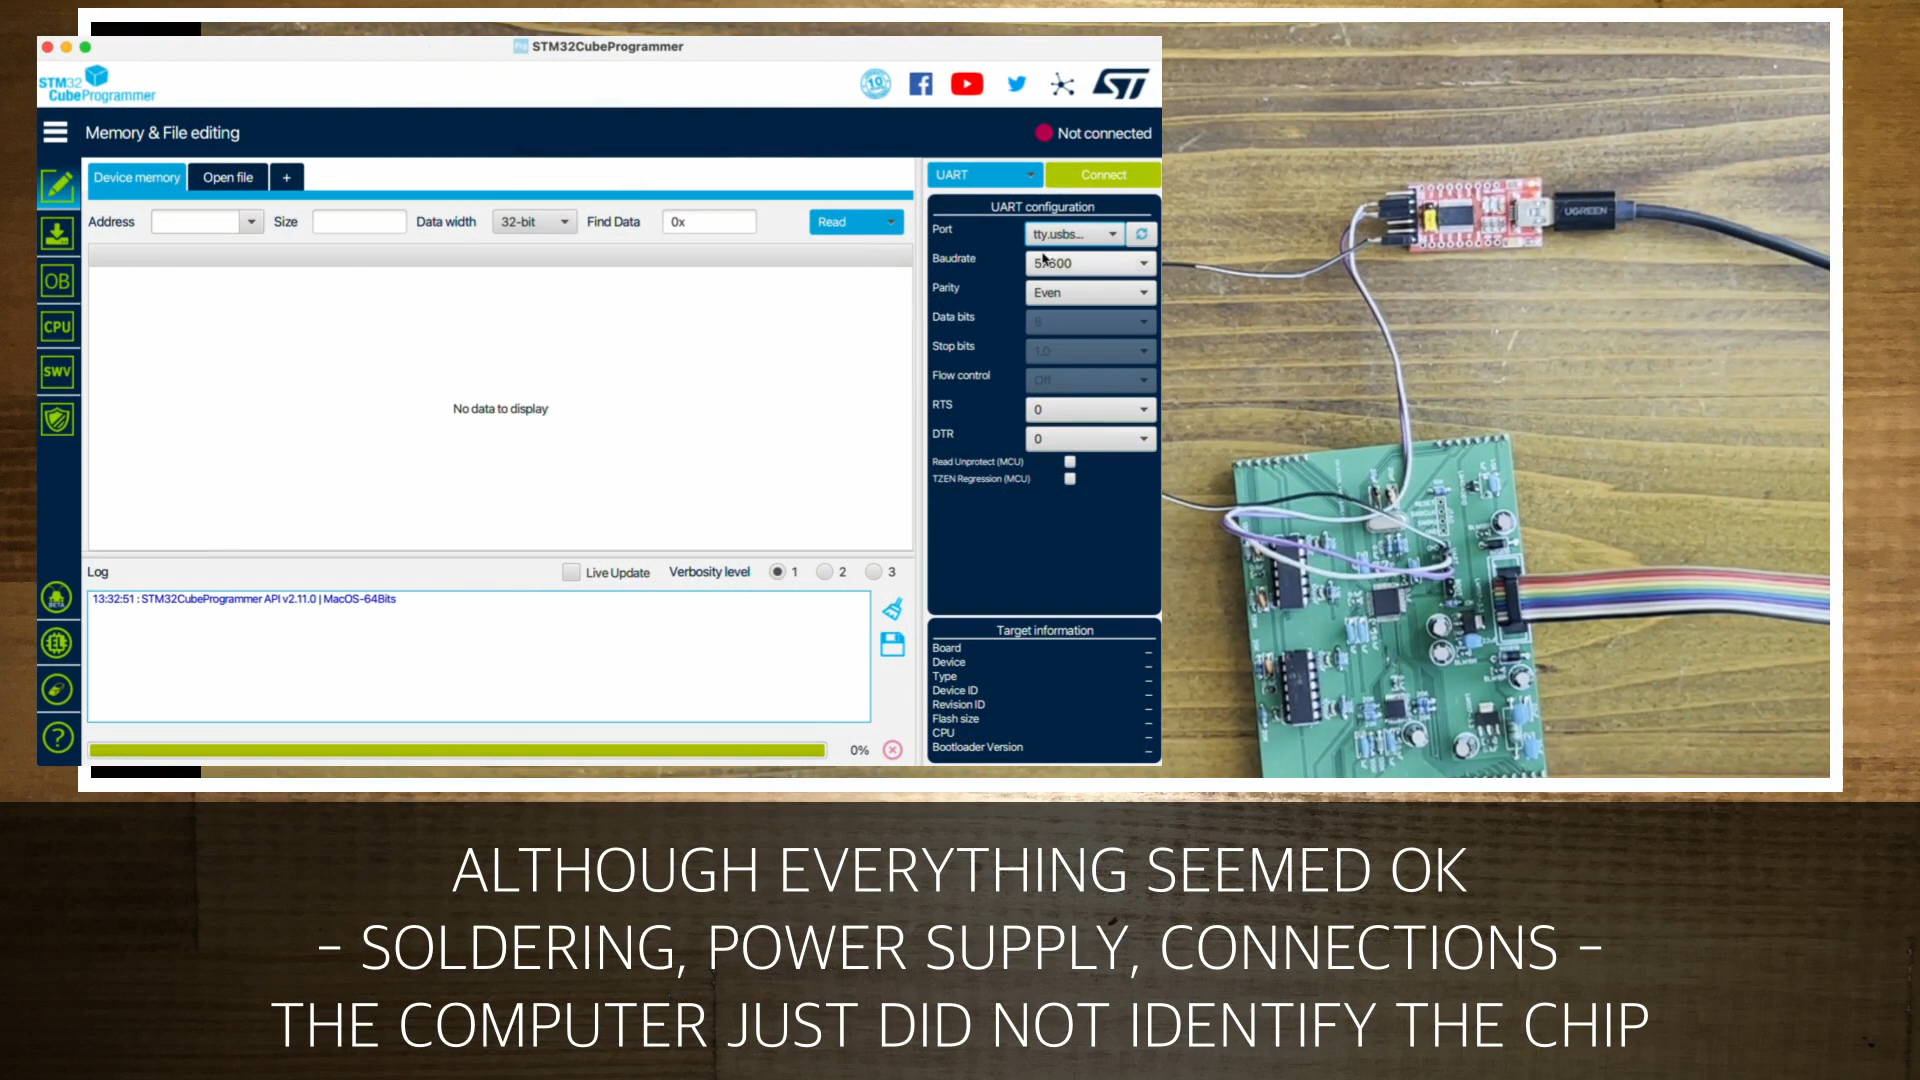 STM32CubeProgrammer
STM32
CubeProgrammer
Memory & File editing
Not connected
Device memory
Open file
+
UART
Connect
Address
Size
Data width
32-bit
Find Data
0x
Read
UART configuration
Port
tty.usbs...
Baudrate
Parity
Even
Data bits
8
Stop bits
1.0
Flow control
Off
RTS
0
DTR
0
Read Unprotect (MCU)
TZEN Regression (MCU)
OB
CPU
SWV
No data to display
Log
Live Update
Verbosity level
1
2
3
13:32:51 : STM32CubeProgrammer API v2.11.0 | MacOS-64Bits
0%
Target information
Board _
Device _
Type _
Device ID _
Revision ID _
Flash size _
CPU _
Bootloader Version _
UGREEN
ALTHOUGH EVERYTHING SEEMED OK
– SOLDERING, POWER SUPPLY, CONNECTIONS –
THE COMPUTER JUST DID NOT IDENTIFY THE CHIP